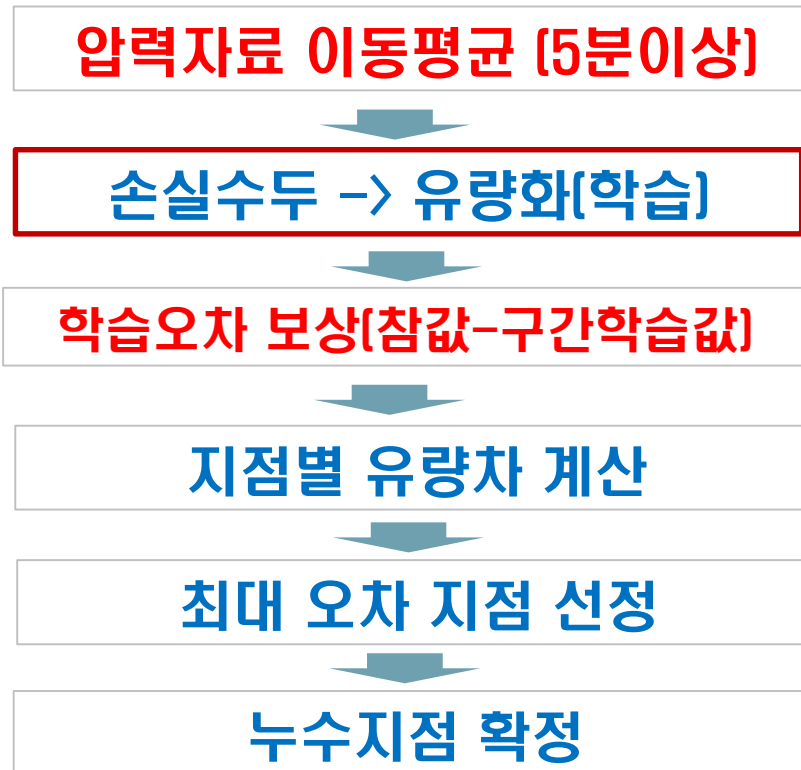 압력자료 이동평균 (5분이상)
손실수두 -> 유량화(학습)
학습오차 보상(참값-구간학습값)
지점별 유량차 계산
최대 오차 지점 선정
누수지점 확정